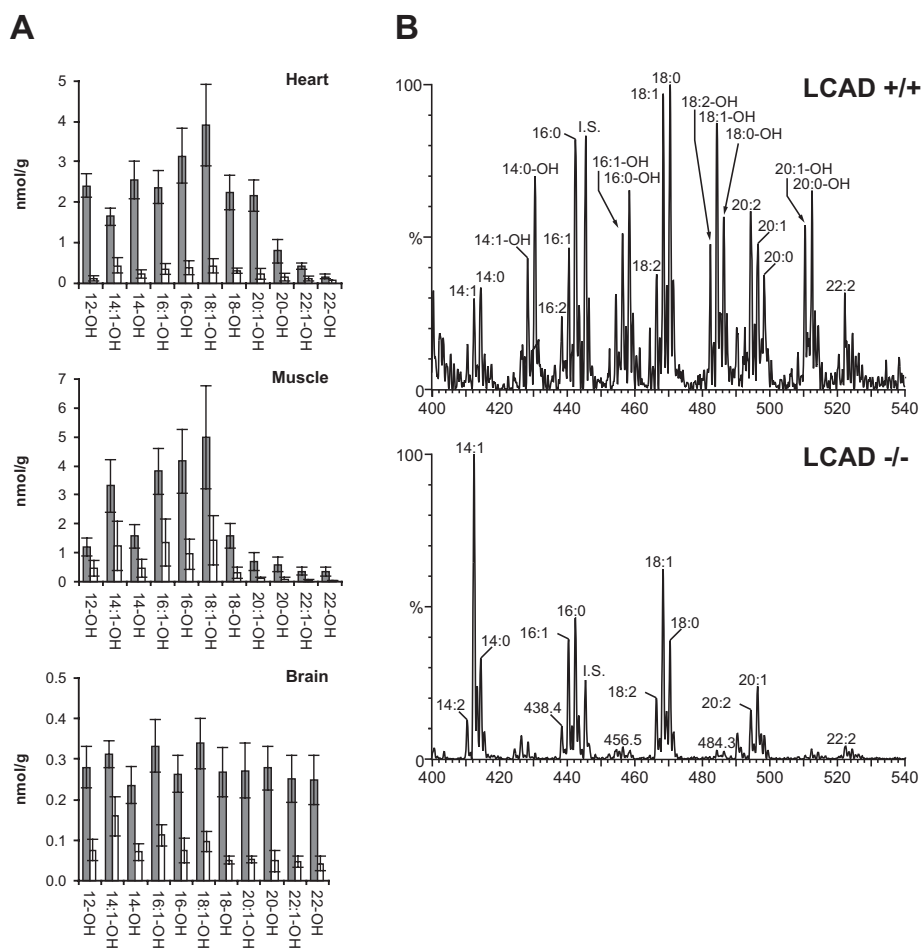 A
Heart
nmol/g
5
4
3
2
1
0
12-OH
14:1-OH
14-OH
16:1-OH
16-OH
18:1-OH
18-OH
20:1-OH
20-OH
22:1-OH
22-OH
Muscle
nmol/g
7
6
5
4
3
2
1
0
12-OH
14:1-OH
14-OH
16:1-OH
16-OH
18:1-OH
18-OH
20:1-OH
20-OH
22:1-OH
22-OH
Brain
nmol/g
0.5
0.4
0.3
0.2
0.1
0.0
12-OH
14:1-OH
14-OH
16:1-OH
16-OH
18:1-OH
18-OH
20:1-OH
20-OH
22:1-OH
22-OH
B
LCAD +/+
100
%
0
14:1
14:0
14:1-OH
14:0-OH
16:2
16:1
16:0
I.S.
16:1-OH
16:0-OH
18:2
18:1
18:0
18:2-OH
18:1-OH
18:0-OH
20:2
20:1
20:0
20:1-OH
20:0-OH
22:2
400 420 440 460 480 500 520 540
LCAD -/-
100
%
0
14:2
14:1
14:0
438.4
16:1
16:0
I.S.
456.5
18:2
18:1
18:0
484.3
20:2
20:1
22:2
400 420 440 460 480 500 520 540